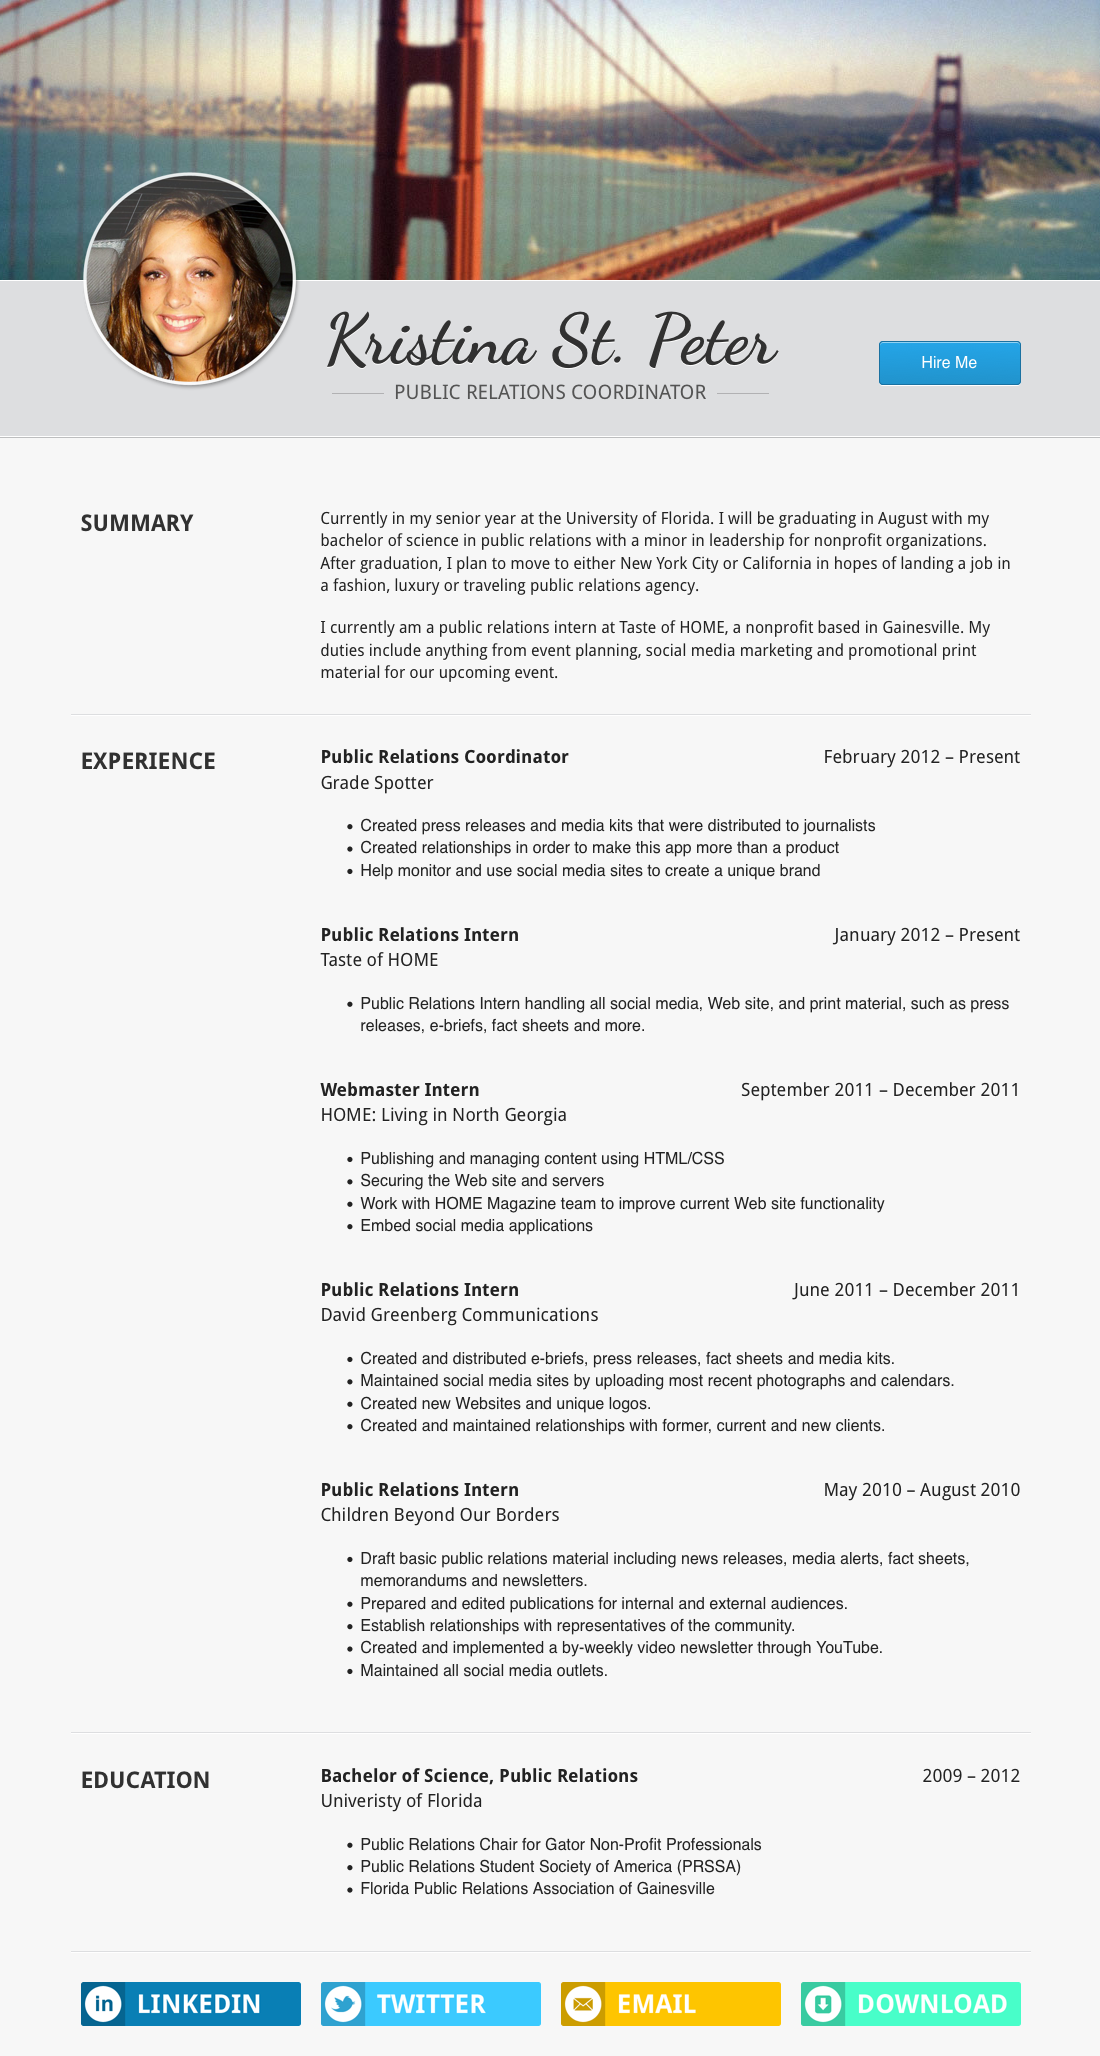 Kristina St. Peter
PUBLIC RELATIONS COORDINATOR
Hire Me
SUMMARY
Currently in my senior year at the University of Florida. I will be graduating in August with my
bachelor of science in public relations with a minor in leadership for nonprofit organizations.
After graduation, I plan to move to either New York City or California in hopes of landing a job in
a fashion, luxury or traveling public relations agency.
I currently am a public relations intern at Taste of HOME, a nonprofit based in Gainesville. My
duties include anything from event planning, social media marketing and promotional print
material for our upcoming event.
EXPERIENCE
Public Relations Coordinator February 2012 – Present
Grade Spotter
• Created press releases and media kits that were distributed to journalists
• Created relationships in order to make this app more than a product
• Help monitor and use social media sites to create a unique brand
Public Relations Intern January 2012 – Present
Taste of HOME
• Public Relations Intern handling all social media, Web site, and print material, such as press
releases, e-briefs, fact sheets and more.
Webmaster Intern September 2011 – December 2011
HOME: Living in North Georgia
• Publishing and managing content using HTML/CSS
• Securing the Web site and servers
• Work with HOME Magazine team to improve current Web site functionality
• Embed social media applications
Public Relations Intern June 2011 – December 2011
David Greenberg Communications
• Created and distributed e-briefs, press releases, fact sheets and media kits.
• Maintained social media sites by uploading most recent photographs and calendars.
• Created new Websites and unique logos.
• Created and maintained relationships with former, current and new clients.
Public Relations Intern May 2010 – August 2010
Children Beyond Our Borders
• Draft basic public relations material including news releases, media alerts, fact sheets,
memorandums and newsletters.
• Prepared and edited publications for internal and external audiences.
• Establish relationships with representatives of the community.
• Created and implemented a by-weekly video newsletter through YouTube.
• Maintained all social media outlets.
EDUCATION
Bachelor of Science, Public Relations 2009 – 2012
Univeristy of Florida
• Public Relations Chair for Gator Non-Profit Professionals
• Public Relations Student Society of America (PRSSA)
• Florida Public Relations Association of Gainesville
in LINKEDIN TWITTER EMAIL DOWNLOAD